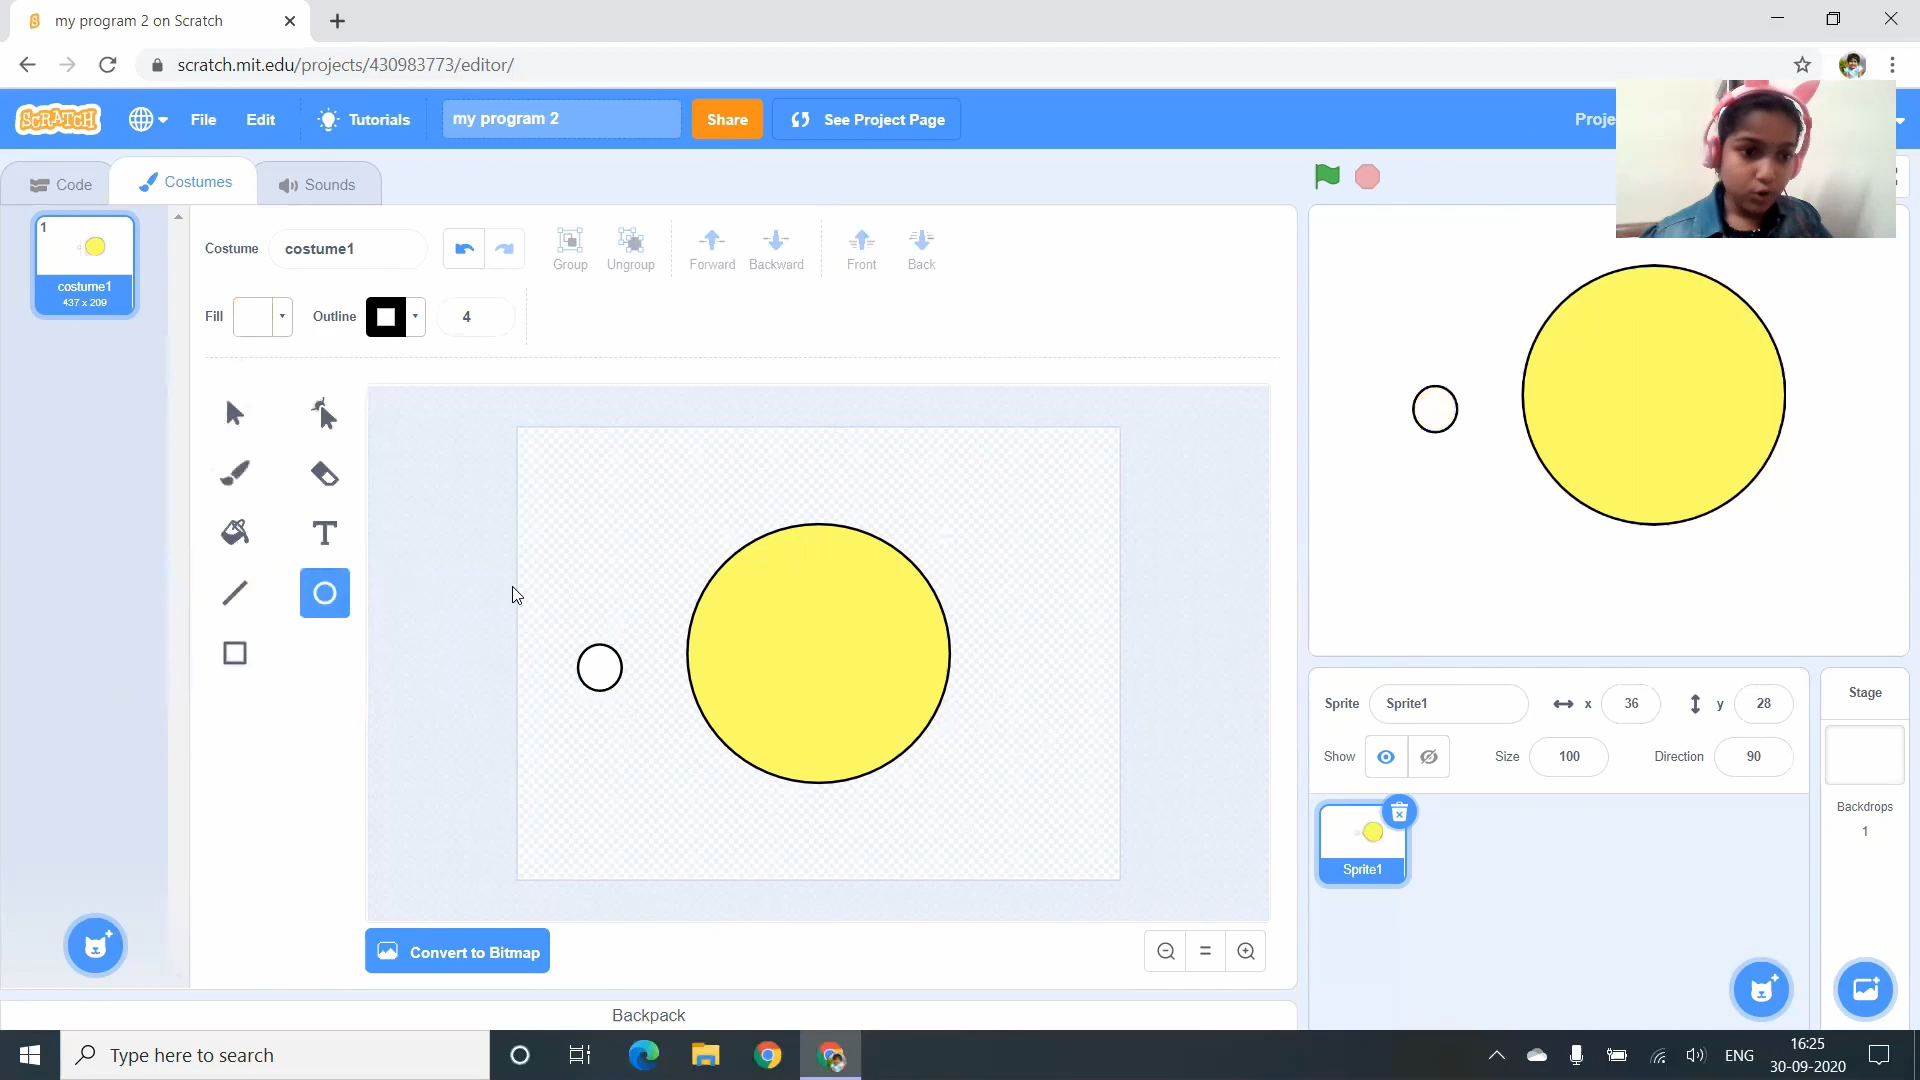 my program 2 on Scratch
scratch.mit.edu/projects/430983773/editor/
SCRATCH
File
Edit
Tutorials
my program 2
Share
See Project Page
Proje
Code
Costumes
Sounds
1
costume1
437 x 209
Costume
costume1
Group
Ungroup
Forward
Backward
Front
Back
Fill
Outline
4
T
Convert to Bitmap
Backpack
Sprite
Sprite1
x
36
y
28
Show
Size
100
Direction
90
Sprite1
Stage
Backdrops
1
Type here to search
ENG
16:25
30-09-2020